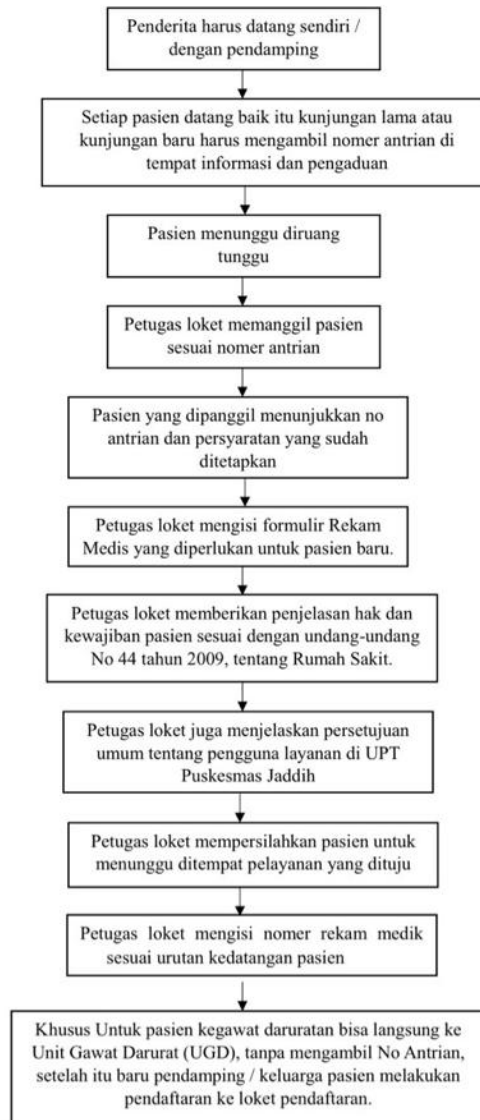 Penderita harus datang sendiri /
dengan pendamping
Setiap pasien datang baik itu kunjungan lama atau
kunjungan baru harus mengambil nomer antrian di
tempat informasi dan pengaduan
Pasien menunggu diruang
tunggu
Petugas loket memanggil pasien
sesuai nomer antrian
Pasien yang dipanggil menunjukkan no
antrian dan persyaratan yang sudah
ditetapkan
Petugas loket mengisi formulir Rekam
Medis yang diperlukan untuk pasien baru.
Petugas loket memberikan penjelasan hak dan
kewajiban pasien sesuai dengan undang-undang
No 44 tahun 2009, tentang Rumah Sakit.
Petugas loket juga menjelaskan persetujuan
umum tentang pengguna layanan di UPT
Puskesmas Jaddih
Petugas loket mempersilahkan pasien untuk
menunggu ditempat pelayanan yang dituju
Petugas loket mengisi nomer rekam medik
sesuai urutan kedatangan pasien
Khusus Untuk pasien kegawat daruratan bisa langsung ke
Unit Gawat Darurat (UGD), tanpa mengambil No Antrian,
setelah itu baru pendamping / keluarga pasien melakukan
pendaftaran ke loket pendaftaran.